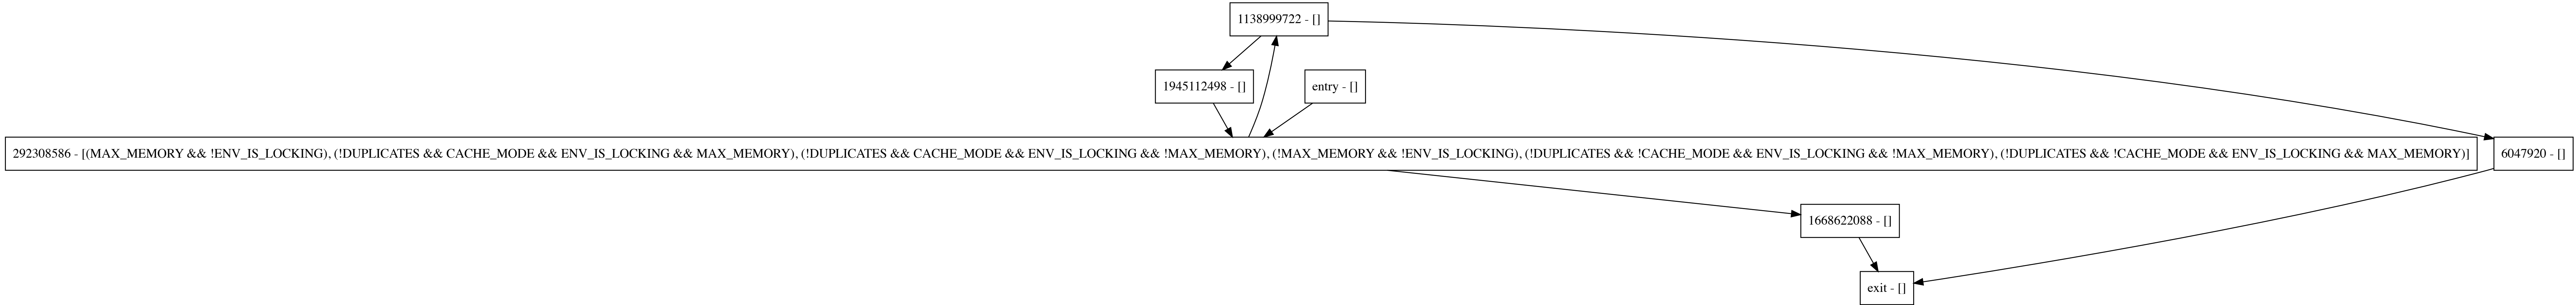 1138999722 - []
1945112498 - []
entry - []
292308586 - [(MAX_MEMORY && !ENV_IS_LOCKING), (!DUPLICATES && CACHE_MODE && ENV_IS_LOCKING && MAX_MEMORY), (!DUPLICATES && CACHE_MODE && ENV_IS_LOCKING && !MAX_MEMORY), (!MAX_MEMORY && !ENV_IS_LOCKING), (!DUPLICATES && !CACHE_MODE && ENV_IS_LOCKING && !MAX_MEMORY), (!DUPLICATES && !CACHE_MODE && ENV_IS_LOCKING && MAX_MEMORY)]
6047920 - []
1668622088 - []
exit - []